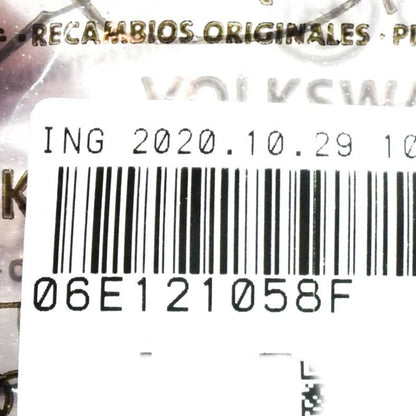 · RECAMBIOS ORIGINALES ·
VOLKSWA
ING 2020.10.29 10
06E121058F